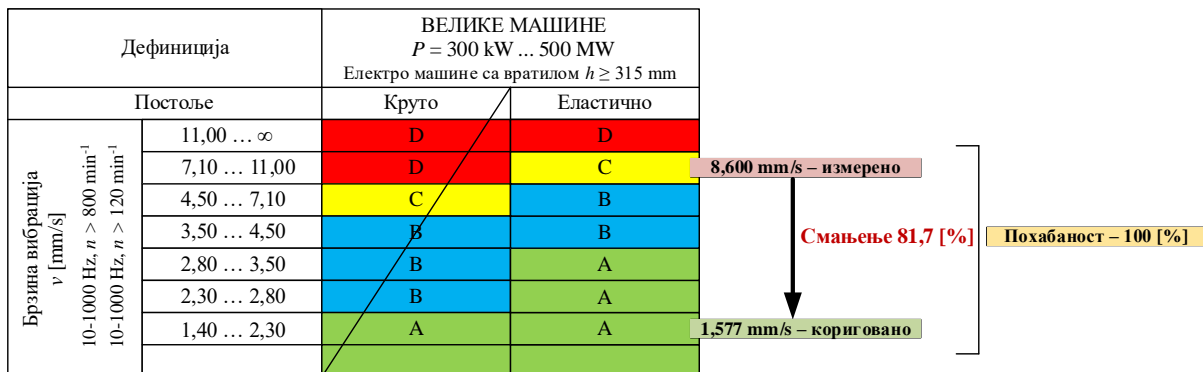 Дефиниција
ВЕЛИКЕ МАШИНЕ
P = 300 kW ... 500 MW
Електро машине са вратилом h ≥ 315 mm
Постоље
Круто
Еластично
Брзина вибрација
v [mm/s]
10-1000 Hz, n > 800 min⁻¹
10-1000 Hz, n > 120 min⁻¹
11,00 … ∞ D D
7,10 … 11,00 D C
4,50 … 7,10 C B
3,50 … 4,50 B B
2,80 … 3,50 B A
2,30 … 2,80 B A
1,40 … 2,30 A A
8,600 mm/s – измерено
Смањење 81,7 [%]
Похабаност – 100 [%]
1,577 mm/s – кориговано